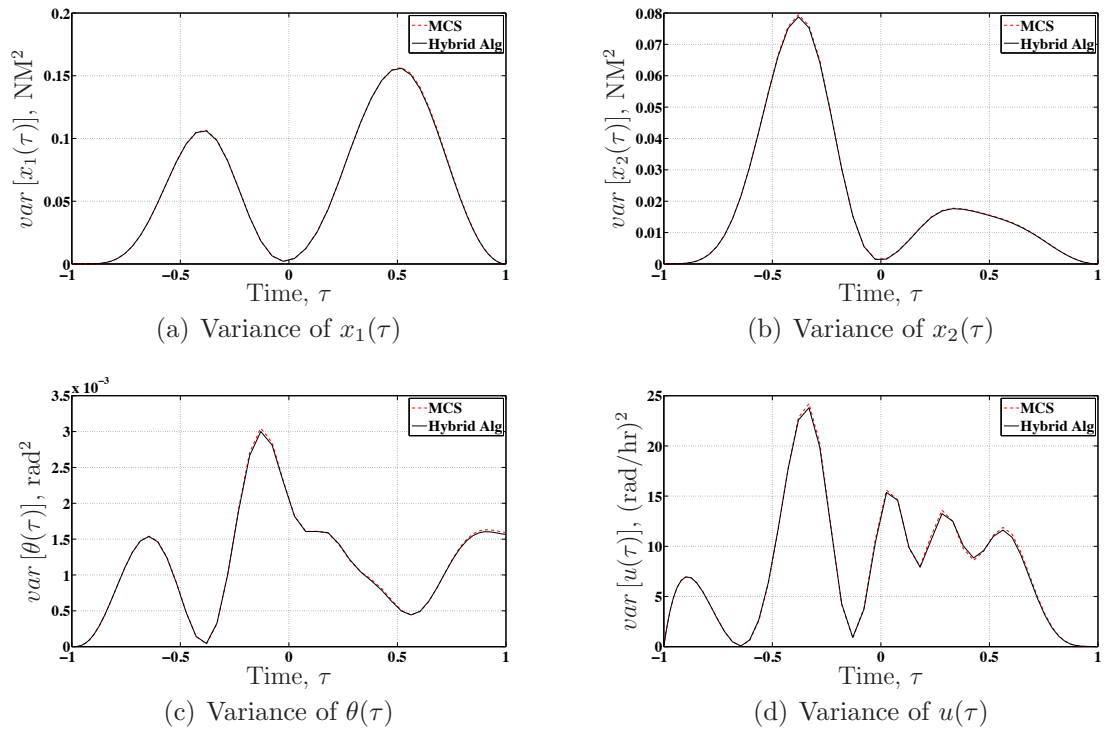 0.2
0.15
0.1
0.05
0
−1
−0.5
0
0.5
1
var [x₁(τ)], NM²
Time, τ
MCS
Hybrid Alg
(a) Variance of x₁(τ)
0.08
0.07
0.06
0.05
0.04
0.03
0.02
0.01
0
−1
−0.5
0
0.5
1
var [x₂(τ)], NM²
Time, τ
MCS
Hybrid Alg
(b) Variance of x₂(τ)
x 10⁻³
3.5
3
2.5
2
1.5
1
0.5
0
−1
−0.5
0
0.5
1
var [θ(τ)], rad²
Time, τ
MCS
Hybrid Alg
(c) Variance of θ(τ)
25
20
15
10
5
0
−1
−0.5
0
0.5
1
var [u(τ)], (rad/hr)²
Time, τ
MCS
Hybrid Alg
(d) Variance of u(τ)